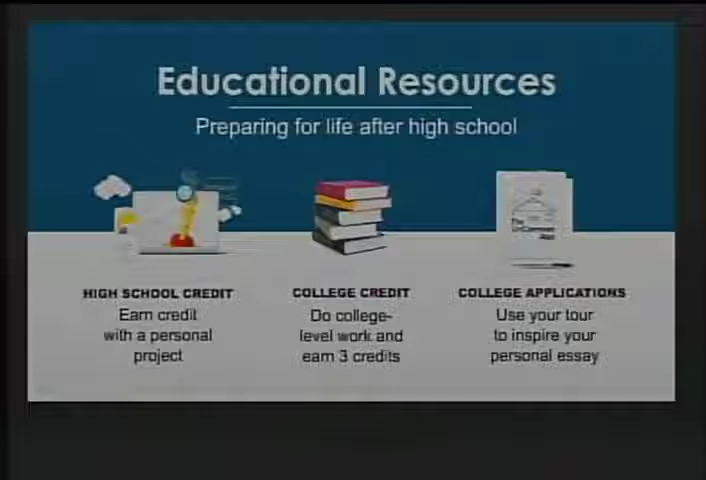 Educational Resources
Preparing for life after high school
HIGH SCHOOL CREDIT
Earn credit
with a personal
project
COLLEGE CREDIT
Do college-
level work and
earn 3 credits
COLLEGE APPLICATIONS
Use your tour
to inspire your
personal essay